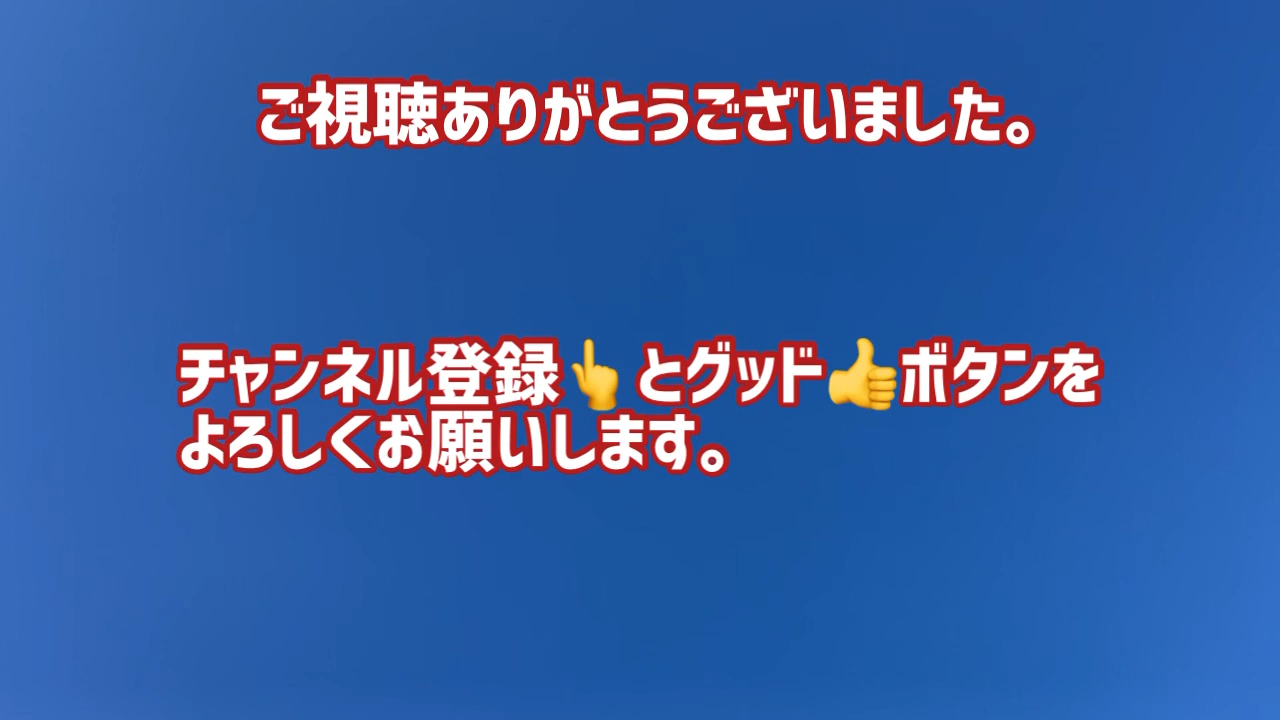 ご視聴ありがとうございました。
チャンネル登録👆とグッド👍ボタンを
よろしくお願いします。